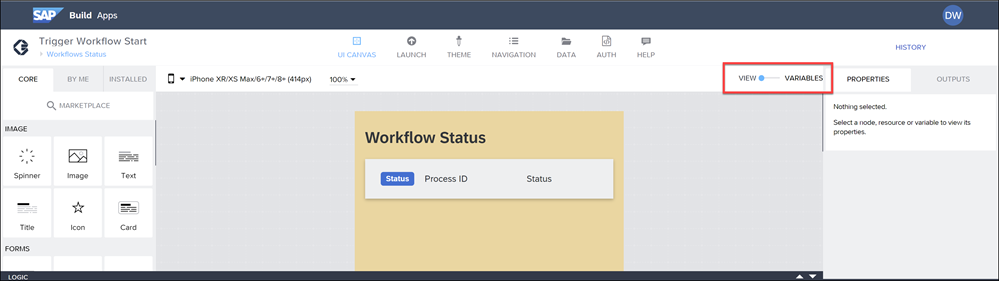 SAP Build Apps DW
Trigger Workflow Start
Workflows Status
UI CANVAS LAUNCH THEME NAVIGATION DATA AUTH HELP
HISTORY
CORE BY ME INSTALLED
iPhone XR/XS Max/6+/7+/8+ (414px) 100%
VIEW VARIABLES
PROPERTIES OUTPUTS
MARKETPLACE
IMAGE
Spinner Image Text
Title Icon Card
FORMS
Workflow Status
Status Process ID Status
Nothing selected.
Select a node, resource or variable to view its
properties.
LOGIC